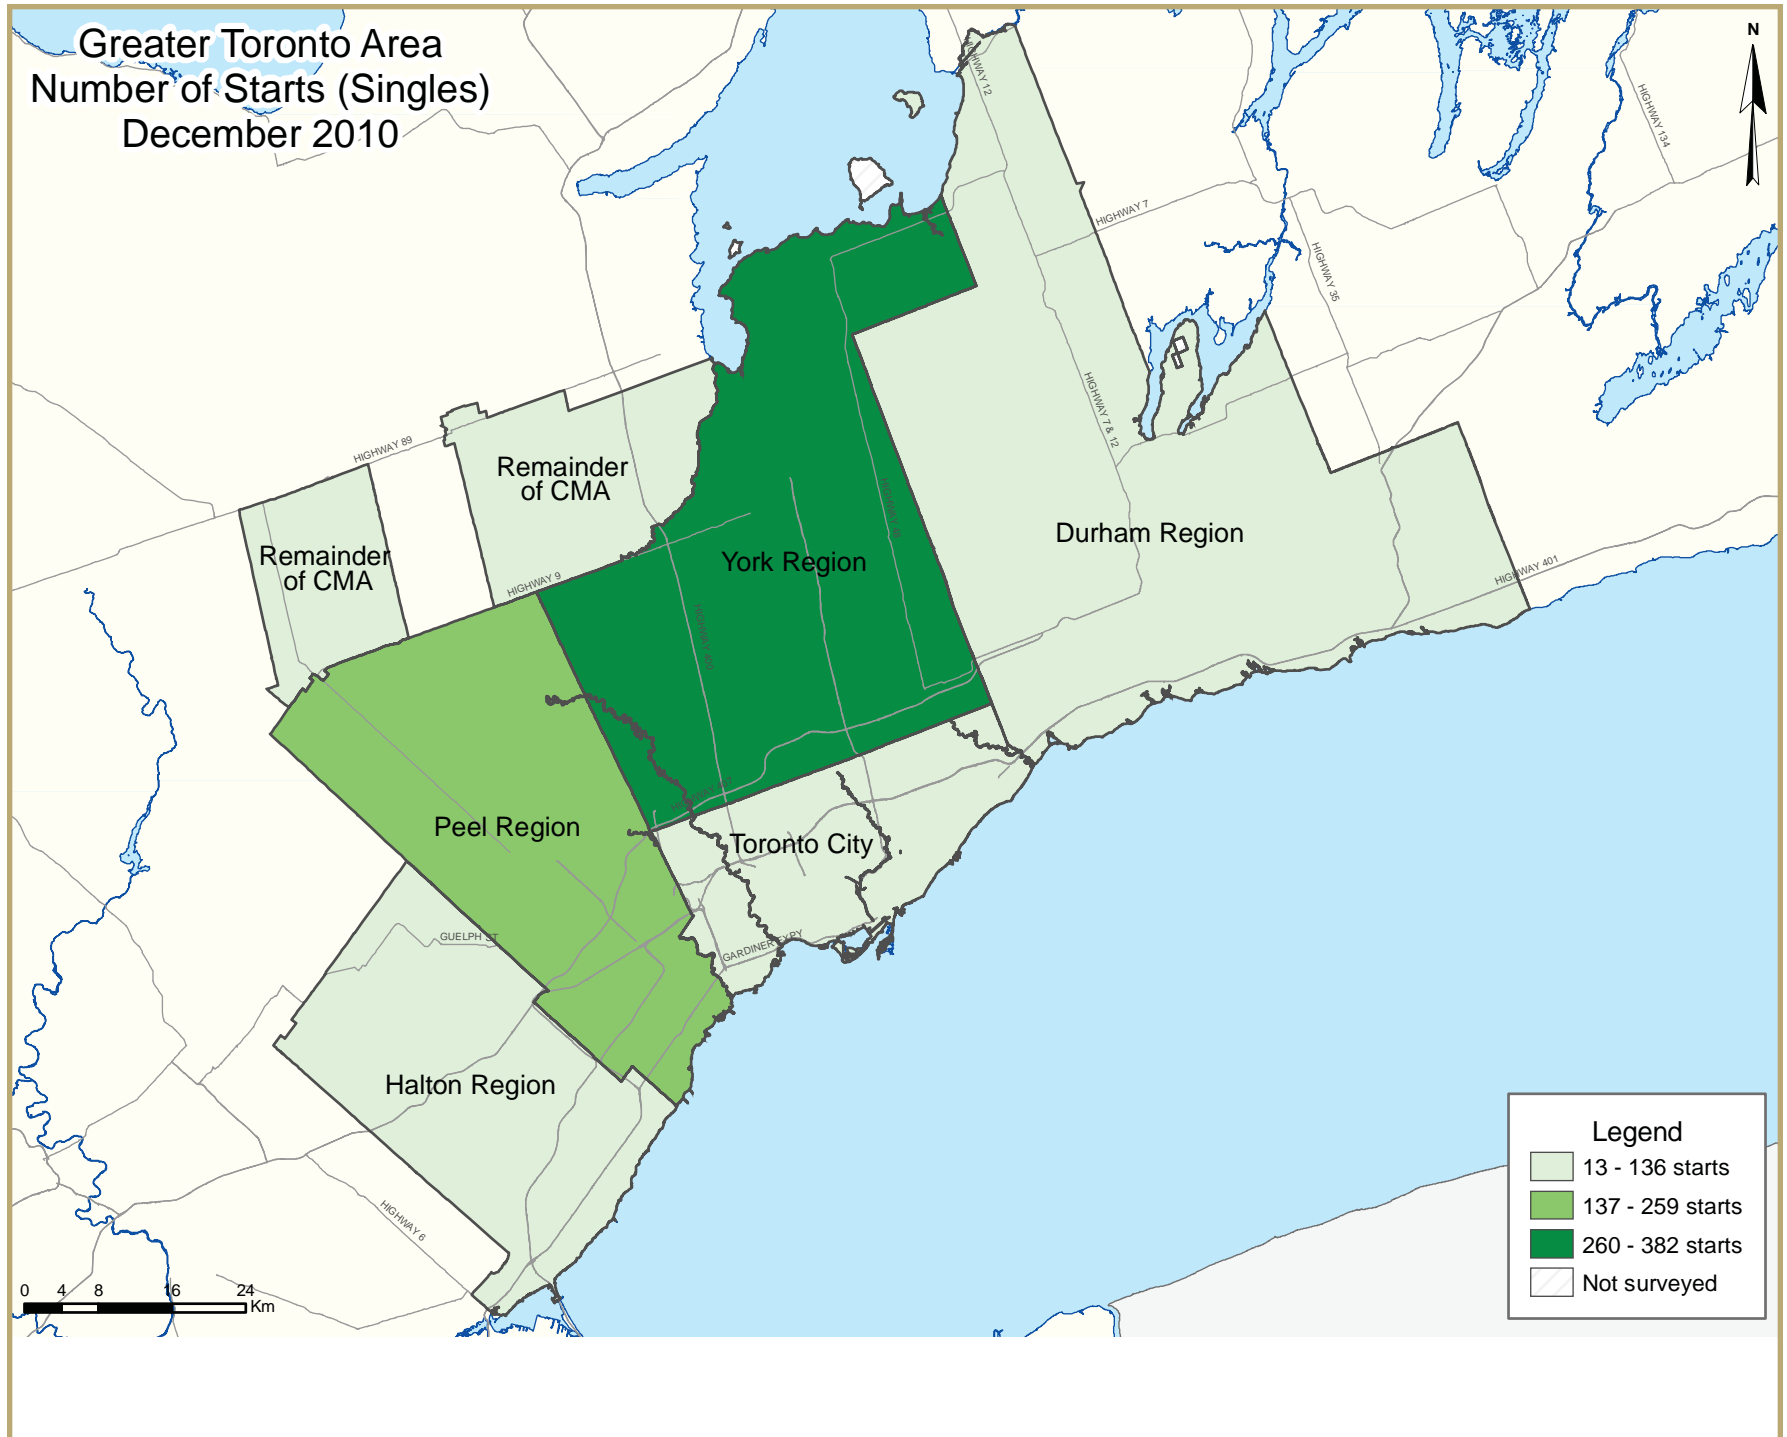 Greater Toronto Area
Number of Starts (Singles)
December 2010
N
HIGHWAY 12
HIGHWAY 134
HIGHWAY 7
HIGHWAY 35
HIGHWAY 7 & 12
HIGHWAY 89
Remainder
of CMA
Remainder
of CMA
HIGHWAY 9
York Region
Durham Region
HIGHWAY 401
HIGHWAY 400
Peel Region
Toronto City
GUELPH ST
GARDINER EXPY
Halton Region
HIGHWAY 6
Legend
13 - 136 starts
137 - 259 starts
260 - 382 starts
Not surveyed
0 4 8 16 24
Km